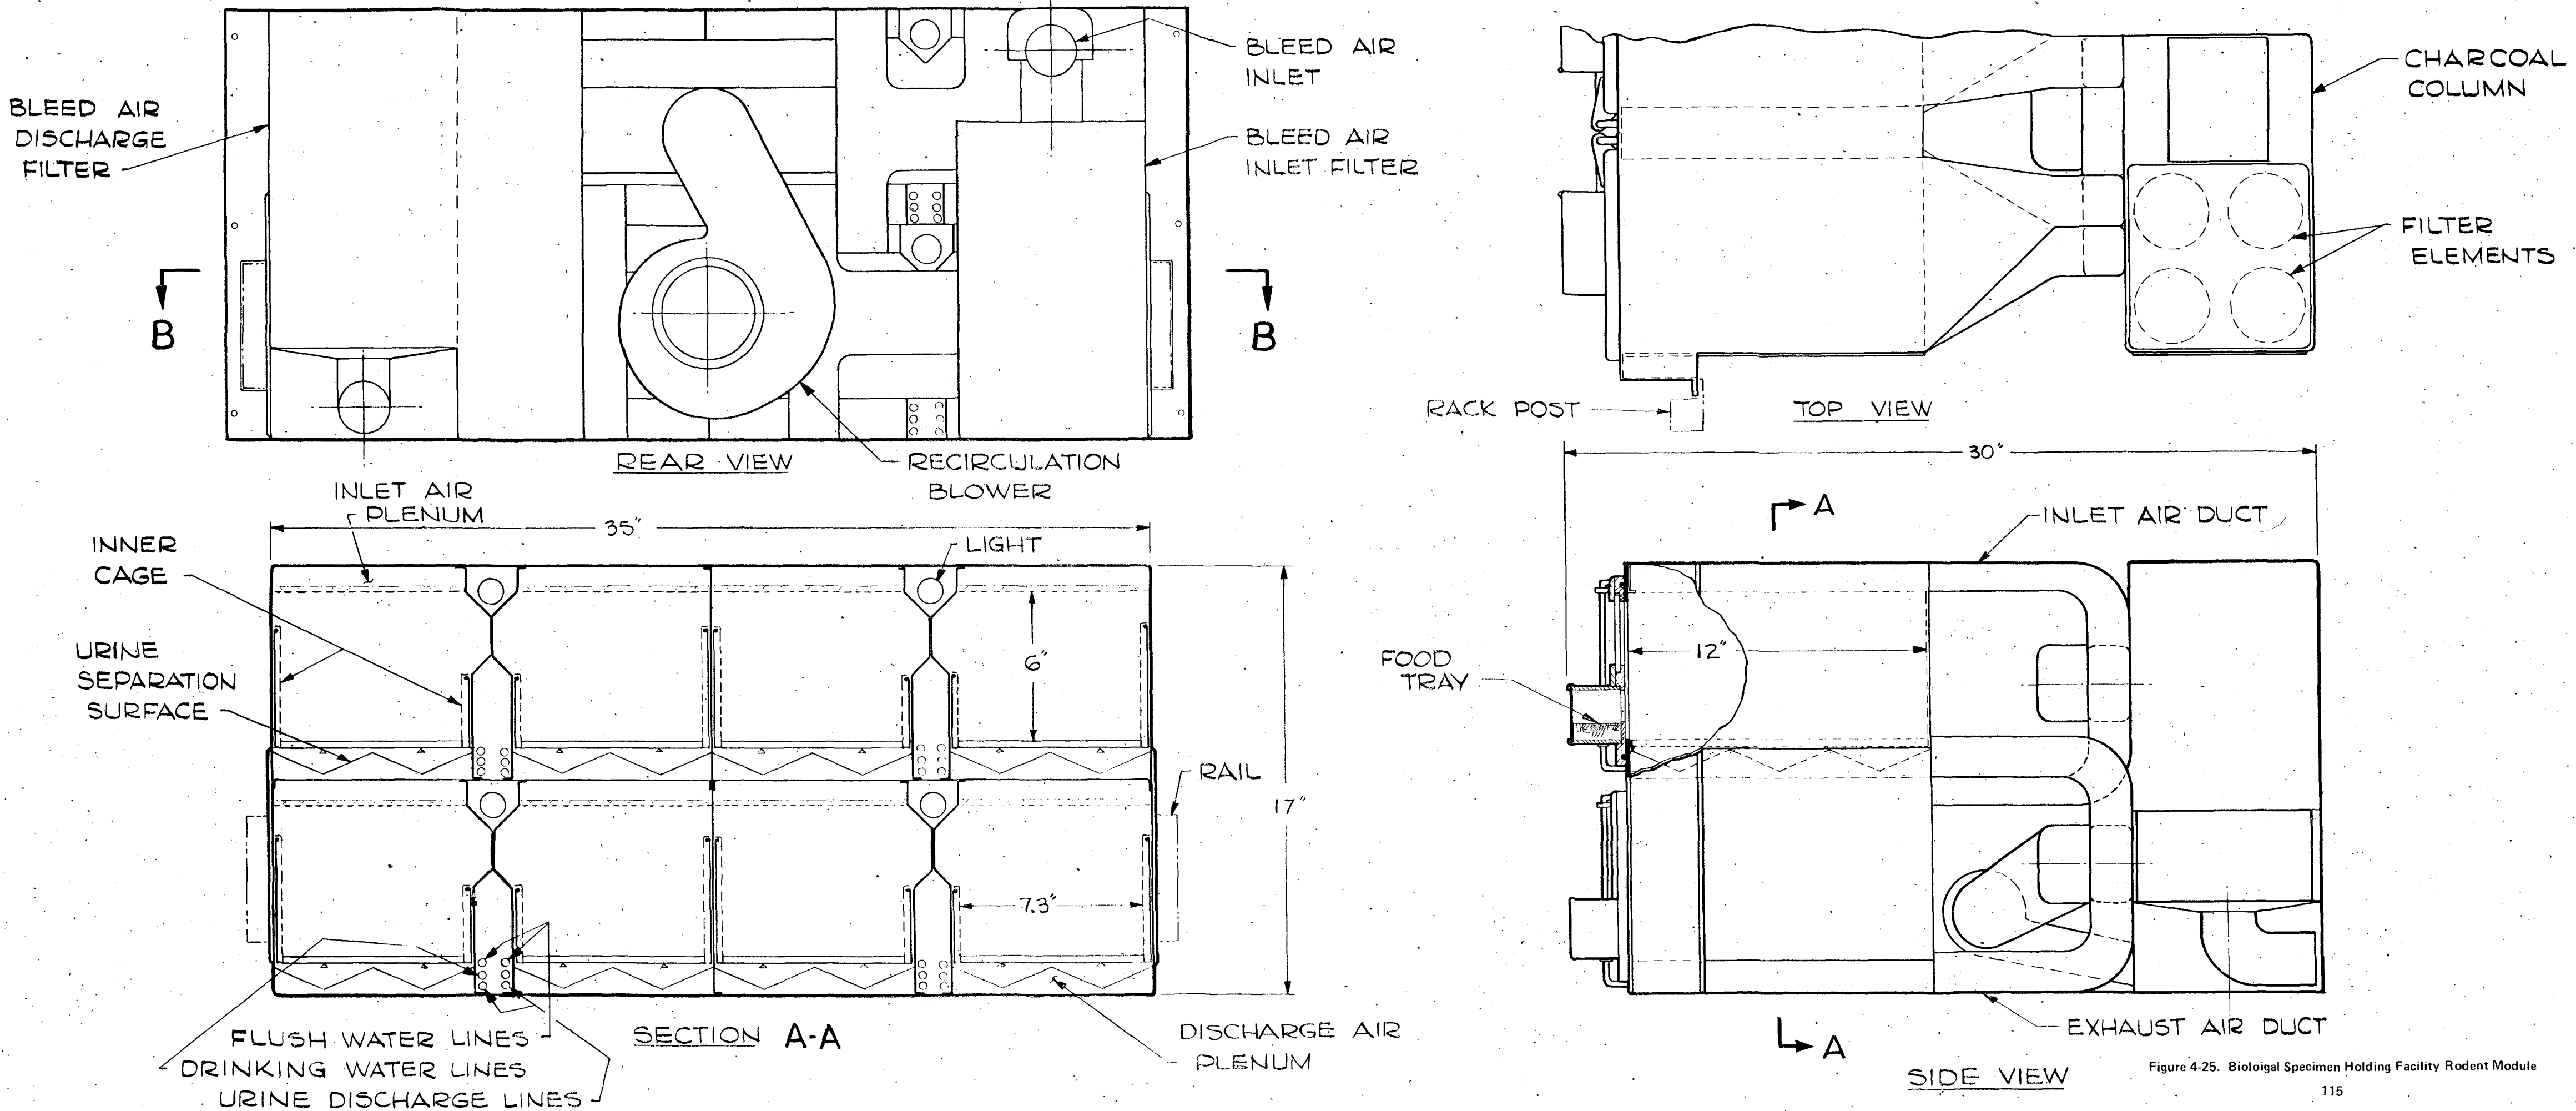 BLEED AIR
DISCHARGE
FILTER
BLEED AIR
INLET
BLEED AIR
INLET FILTER
B
B
REAR VIEW
RECIRCULATION
BLOWER
CHARCOAL
COLUMN
FILTER
ELEMENTS
RACK POST
TOP VIEW
INLET AIR
PLENUM
35"
LIGHT
INNER
CAGE
URINE
SEPARATION
SURFACE
6"
RAIL
17"
7.3"
FLUSH WATER LINES
DRINKING WATER LINES
URINE DISCHARGE LINES
SECTION A-A
DISCHARGE AIR
PLENUM
30"
A
INLET AIR DUCT
12"
FOOD
TRAY
A
EXHAUST AIR DUCT
SIDE VIEW
Figure 4-25. Bioloigal Specimen Holding Facility Rodent Module
115